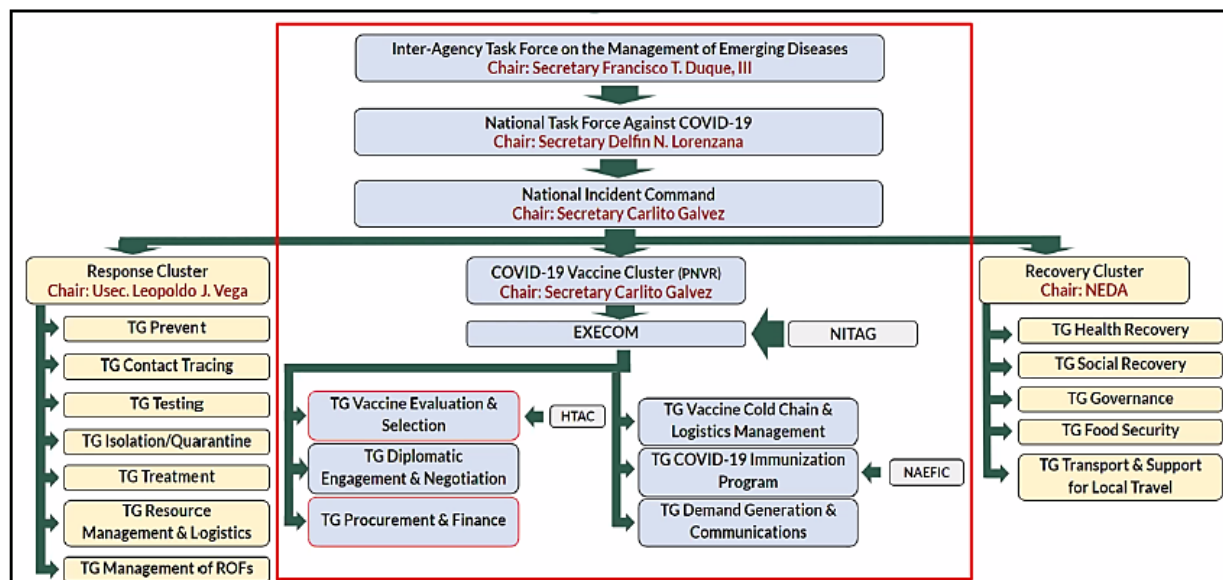 Inter-Agency Task Force on the Management of Emerging Diseases
Chair: Secretary Francisco T. Duque, III
National Task Force Against COVID-19
Chair: Secretary Delfin N. Lorenzana
National Incident Command
Chair: Secretary Carlito Galvez
Response Cluster
Chair: Usec. Leopoldo J. Vega
TG Prevent
TG Contact Tracing
TG Testing
TG Isolation/Quarantine
TG Treatment
TG Resource
Management & Logistics
TG Management of ROFs
COVID-19 Vaccine Cluster (PNVR)
Chair: Secretary Carlito Galvez
EXECOM
NITAG
TG Vaccine Evaluation &
Selection
HTAC
TG Diplomatic
Engagement & Negotiation
TG Procurement & Finance
TG Vaccine Cold Chain &
Logistics Management
TG COVID-19 Immunization
Program
NAEFIC
TG Demand Generation &
Communications
Recovery Cluster
Chair: NEDA
TG Health Recovery
TG Social Recovery
TG Governance
TG Food Security
TG Transport & Support
for Local Travel